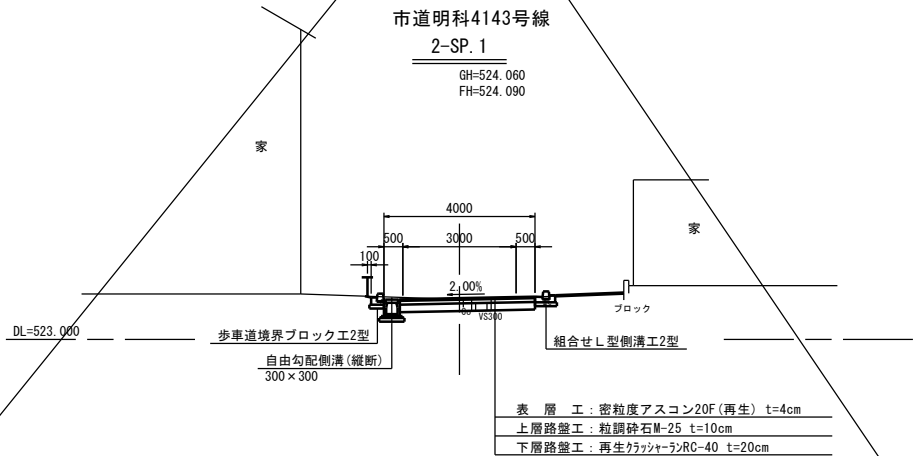 市道明科4143号線
2-SP.1
GH=524.060
FH=524.090
家
家
4000
500
3000
500
100
2.00%
VS300
ブロック
DL=523.000
歩車道境界ブロック工2型
組合せL型側溝工2型
自由勾配側溝(縦断)
300×300
表 層 工：密粒度アスコン20F(再生) t=4cm
上層路盤工：粒調砕石M-25 t=10cm
下層路盤工：再生クラッシャーランRC-40 t=20cm